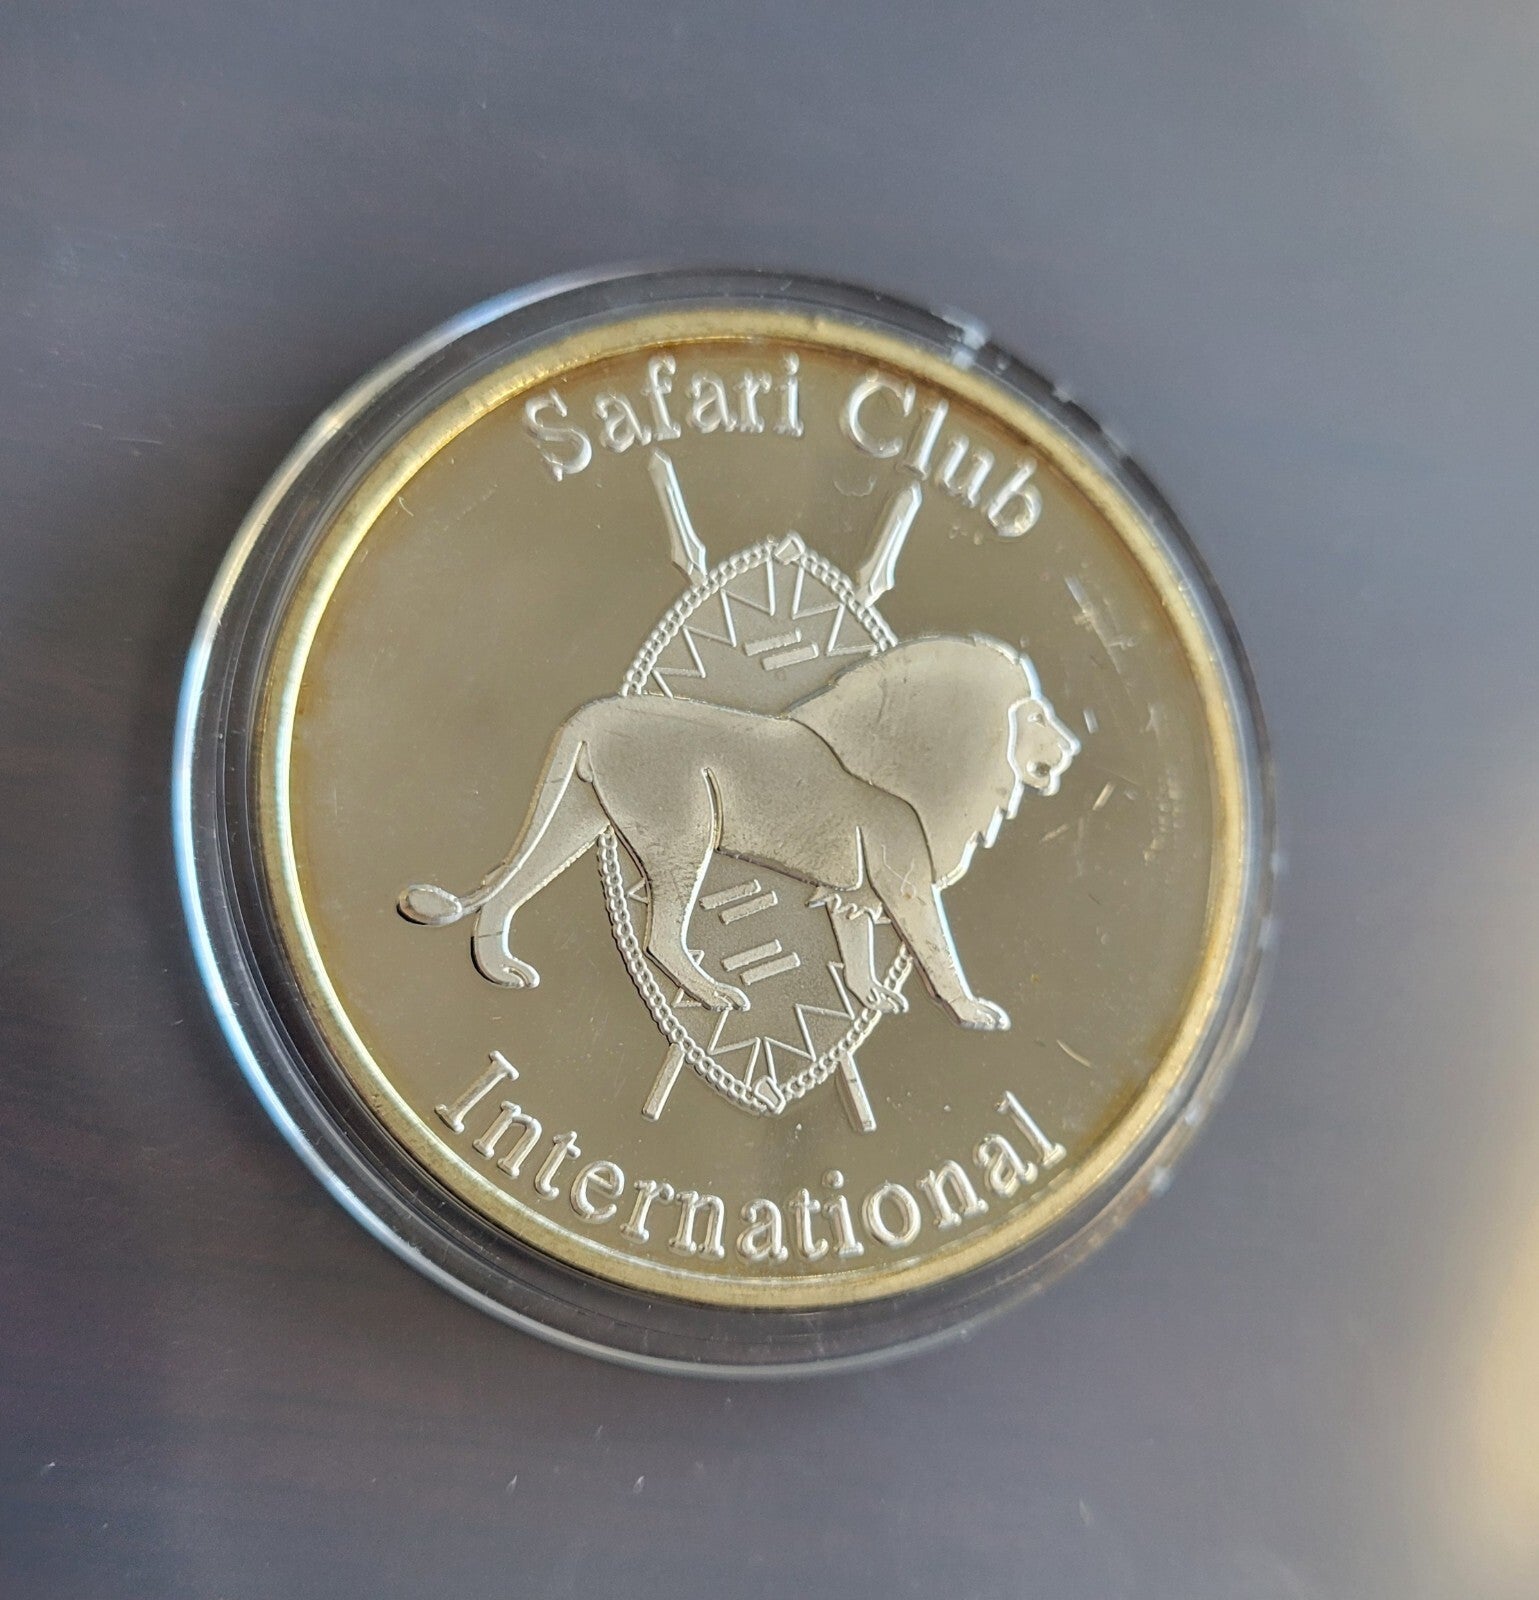 Safari Club
International